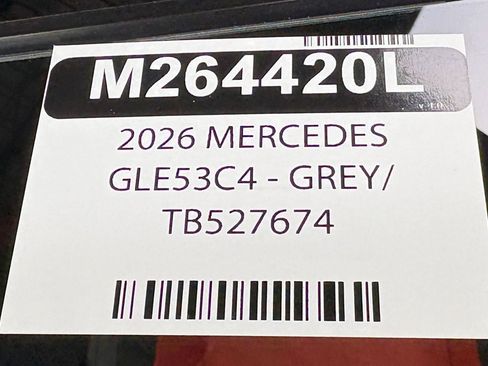 M264420L
2026 MERCEDES
GLE53C4 - GREY/
TB527674